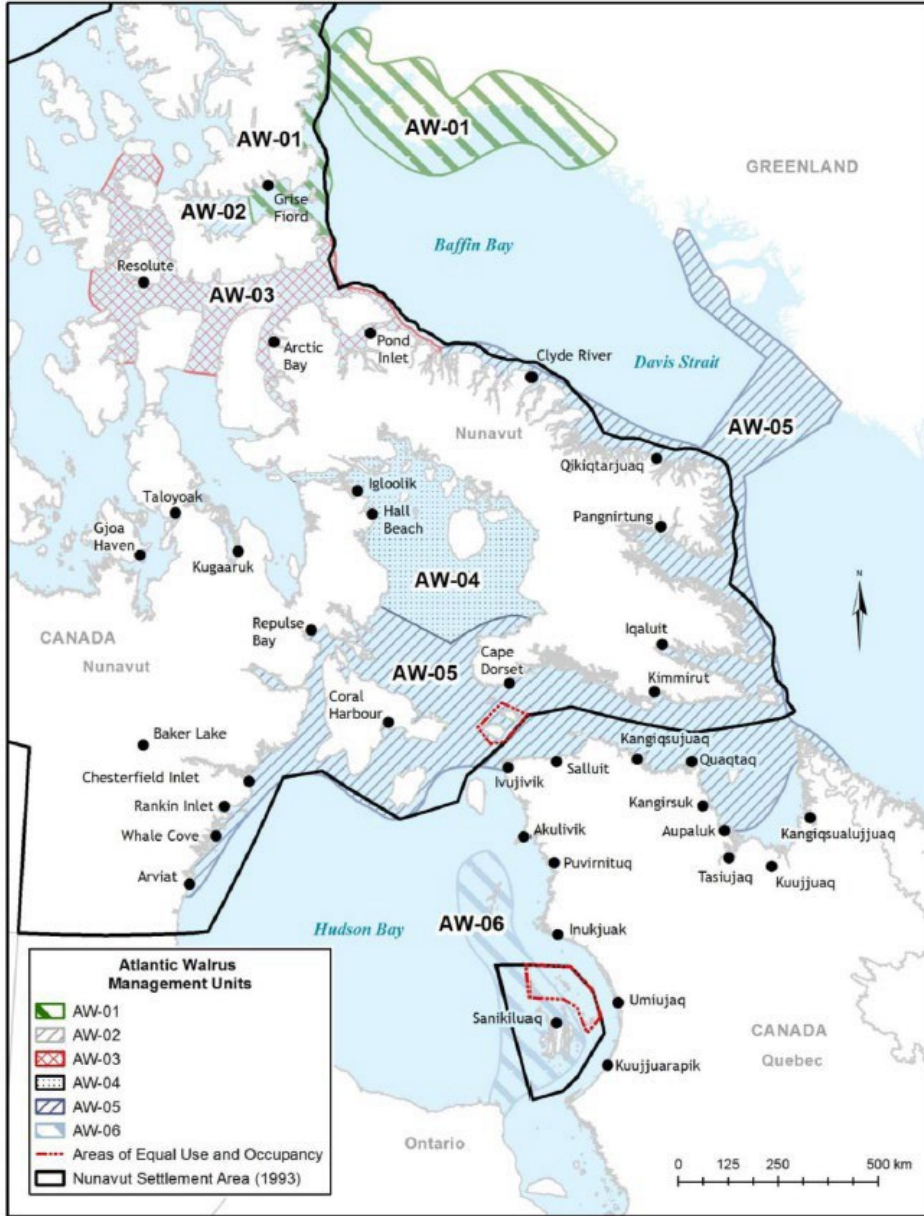 AW-01
AW-01
GREENLAND
Grise
Fiord
AW-02
Baffin Bay
Resolute
AW-03
Arctic
Bay
Pond
Inlet
Clyde River
Davis Strait
AW-05
Nunavut
Qikiqtarjuaq
Igloolik
Taloyoak
Hall
Beach
Pangnirtung
Gjoa
Haven
Kugaaruk
AW-04
N
CANADA
Nunavut
Repulse
Bay
Iqaluit
Cape
Dorset
AW-05
Kimmirut
Coral
Harbour
Baker Lake
Kangiqsujuaq
Chesterfield Inlet
Ivujivik
Salluit
Quaqtaq
Rankin Inlet
Kangirsuk
Whale Cove
Akulivik
Aupaluk
Kangiqsualujjuaq
Puvirnituq
Tasiujaq
Kuujjuaq
Arviat
Hudson Bay
AW-06
Inukjuak
Sanikiluaq
Umiujaq
CANADA
Quebec
Kuujjuarapik
Ontario
Atlantic Walrus
Management Units
AW-01
AW-02
AW-03
AW-04
AW-05
AW-06
Areas of Equal Use and Occupancy
Nunavut Settlement Area (1993)
0 125 250 500 km